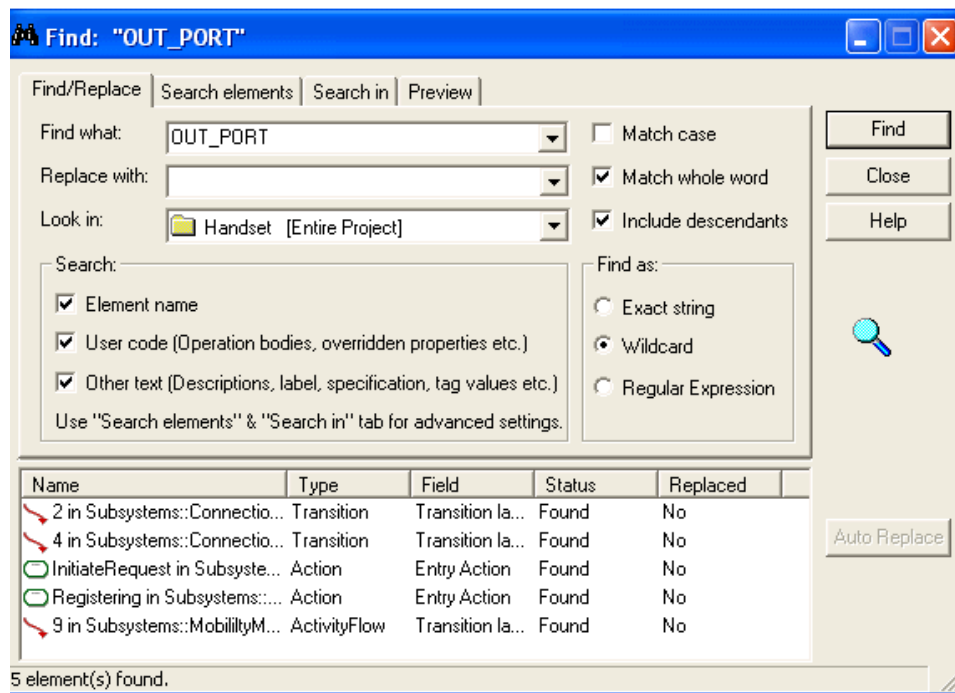 Find: "OUT_PORT"
Find/Replace Search elements Search in Preview
Find what: OUT_PORT
Match case
Find
Replace with:
Match whole word
Close
Look in: Handset [Entire Project]
Include descendants
Help
Search:
Find as:
Element name
Exact string
User code (Operation bodies, overridden properties etc.)
Wildcard
Other text (Descriptions, label, specification, tag values etc.)
Regular Expression
Use "Search elements" & "Search in" tab for advanced settings.
Name Type Field Status Replaced
2 in Subsystems::Connectio... Transition Transition la... Found No
4 in Subsystems::Connectio... Transition Transition la... Found No
Auto Replace
InitiateRequest in Subsyste... Action Entry Action Found No
Registering in Subsystems::... Action Entry Action Found No
9 in Subsystems::MobililtyM... ActivityFlow Transition la... Found No
5 element(s) found.